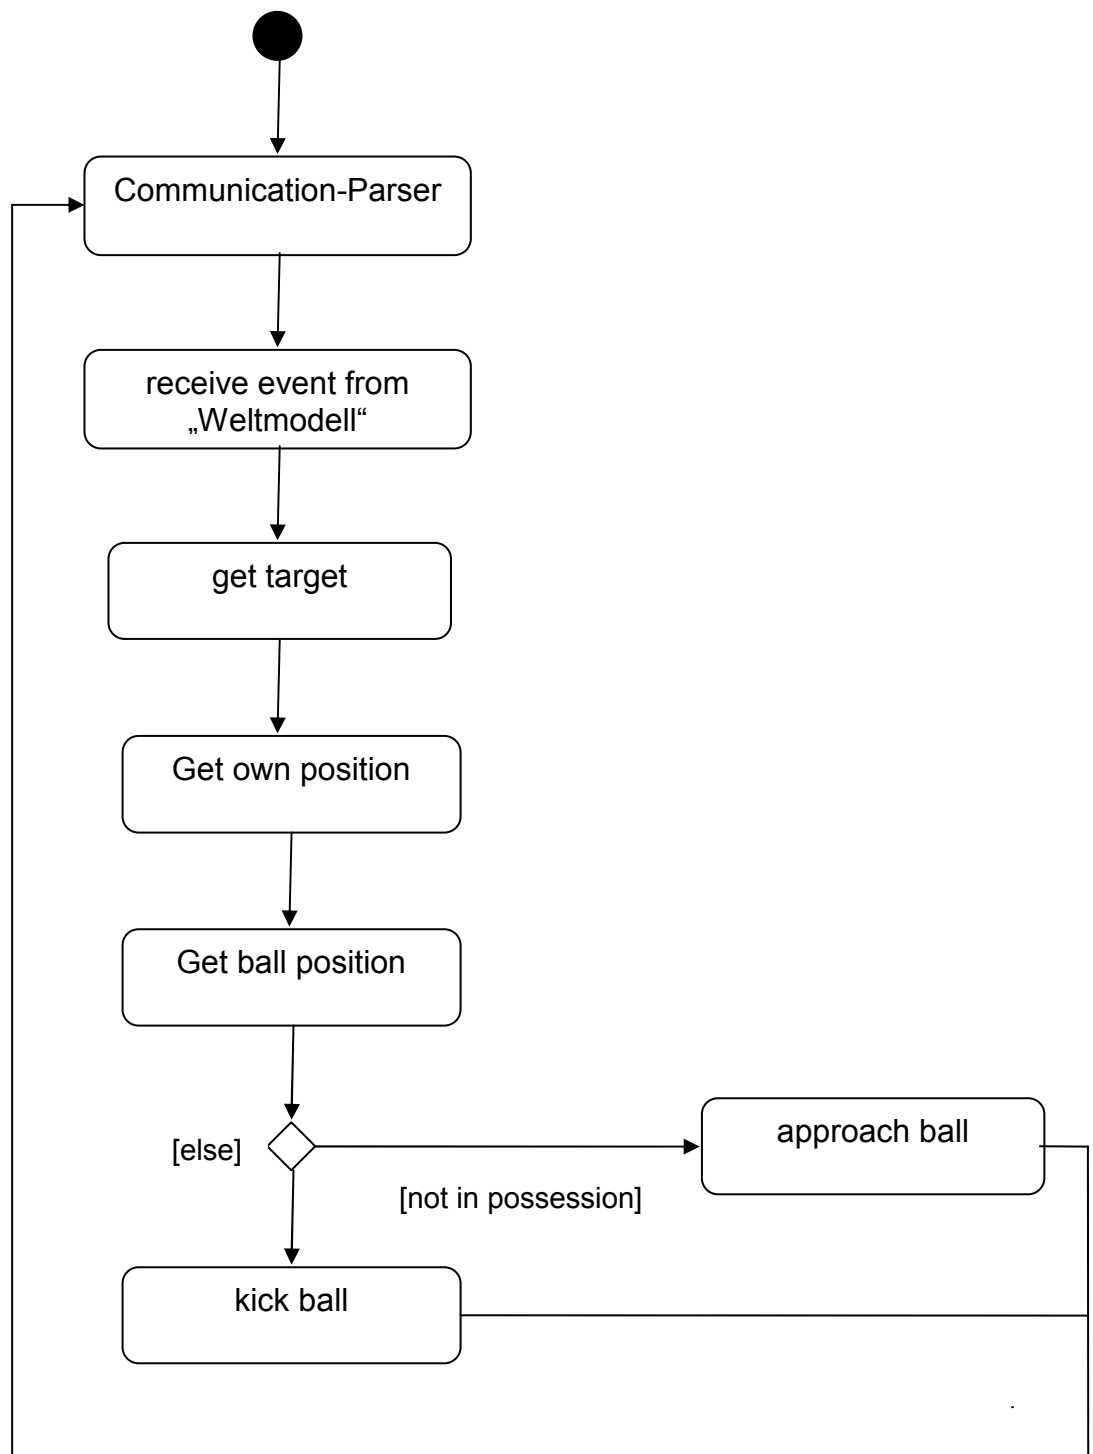 Communication-Parser
receive event from
„Weltmodell“
get target
Get own position
Get ball position
approach ball
[else]
[not in possession]
kick ball